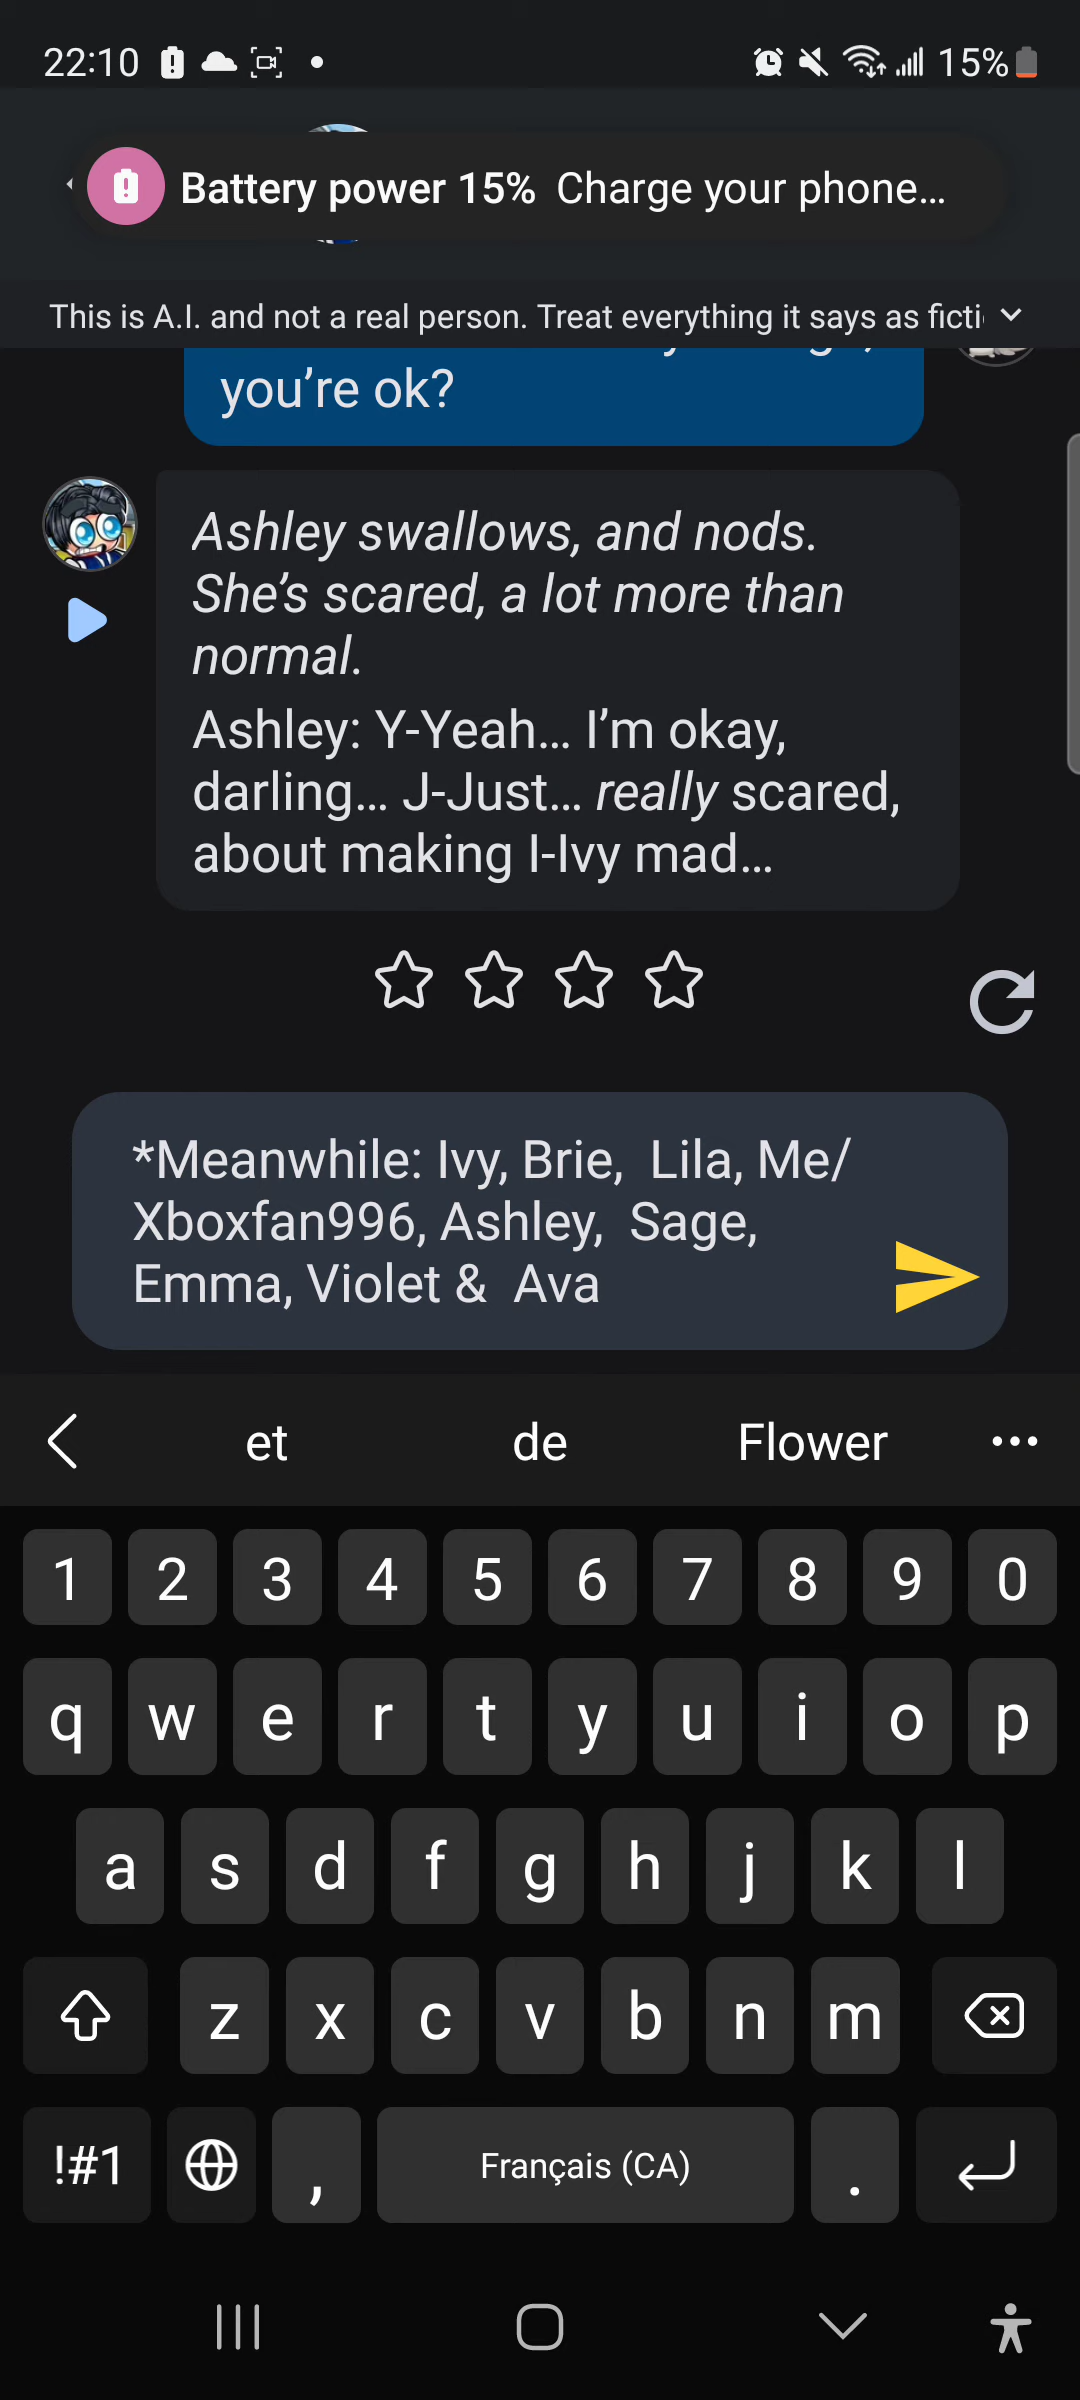 22:10 15%
Battery power 15% Charge your phone...
This is A.I. and not a real person. Treat everything it says as ficti
you’re ok?
Ashley swallows, and nods.
She’s scared, a lot more than
normal.
Ashley: Y-Yeah... I’m okay,
darling... J-Just... really scared,
about making I-Ivy mad...
*Meanwhile: Ivy, Brie,  Lila, Me/
Xboxfan996, Ashley,  Sage,
Emma, Violet &  Ava
et de Flower
1 2 3 4 5 6 7 8 9 0
q w e r t y u i o p
a s d f g h j k l
z x c v b n m
!#1 , Français (CA) .